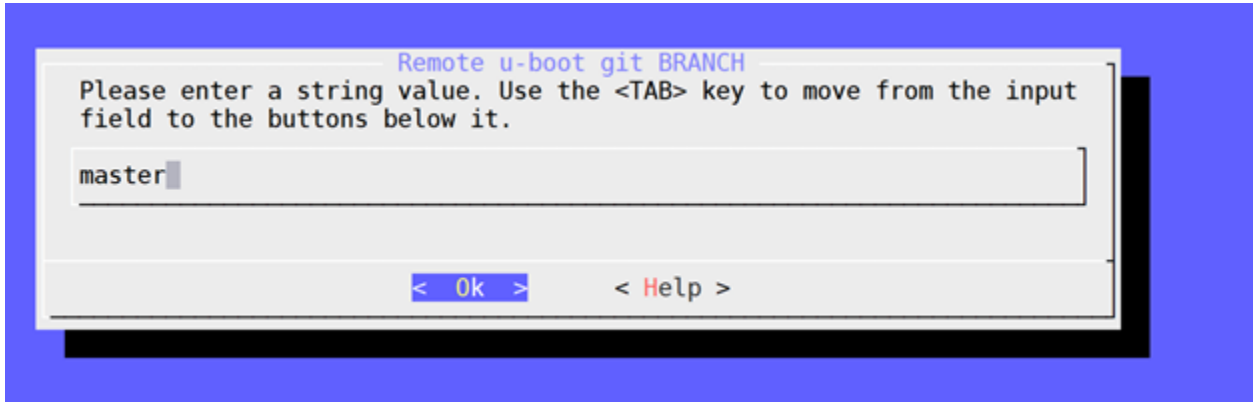 Remote u-boot git BRANCH
Please enter a string value. Use the <TAB> key to move from the input
field to the buttons below it.
master
< Ok > < Help >